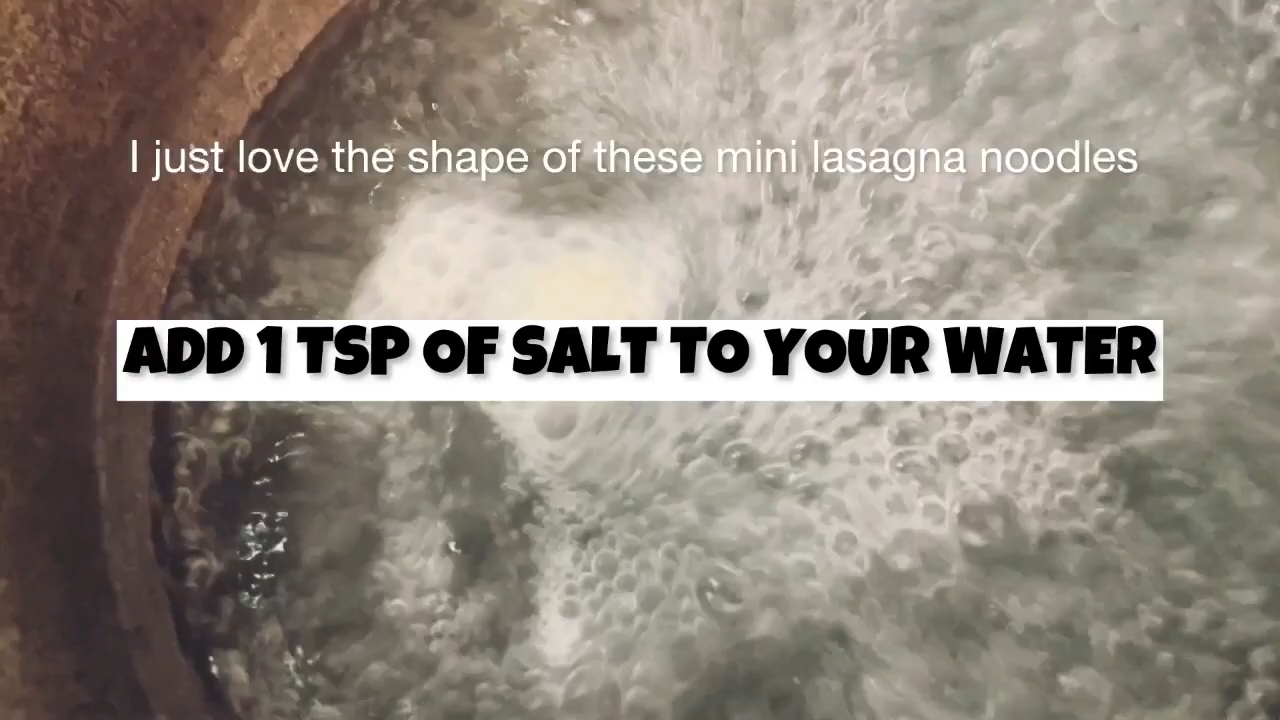 I just love the shape of these mini lasagna noodles
ADD 1 TSP OF SALT TO YOUR WATER